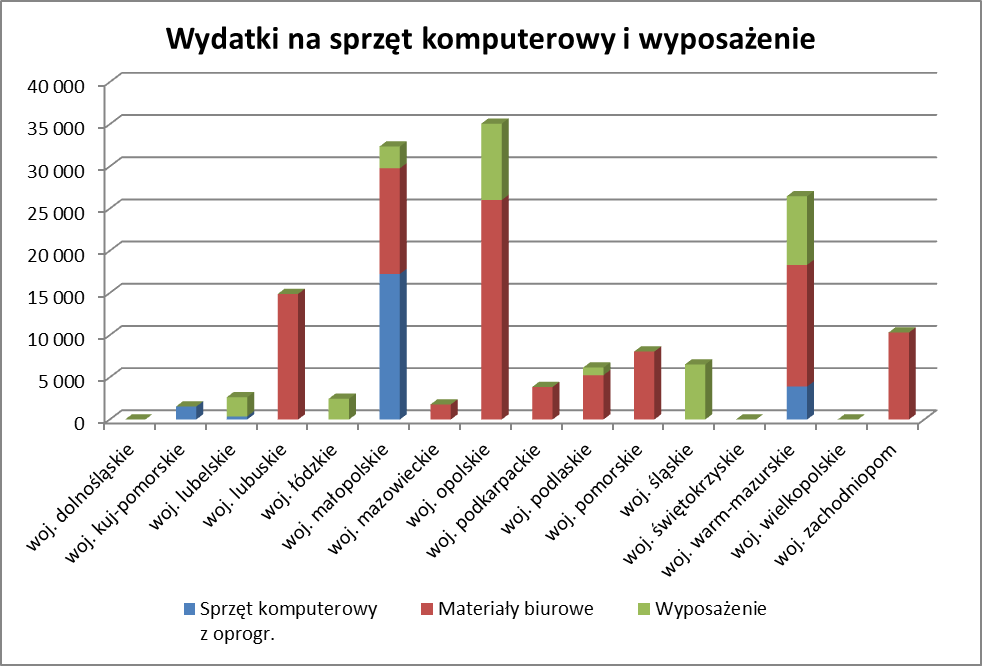 Wydatki na sprzęt komputerowy i wyposażenie
40 000
35 000
30 000
25 000
20 000
15 000
10 000
5 000
0
woj. dolnośląskie
woj. kuj-pomorskie
woj. lubelskie
woj. lubuskie
woj. łódzkie
woj. małopolskie
woj. mazowieckie
woj. opolskie
woj. podkarpackie
woj. podlaskie
woj. pomorskie
woj. śląskie
woj. świętokrzyskie
woj. warm-mazurskie
woj. wielkopolskie
woj. zachodniopom
Sprzęt komputerowy
z oprogr.
Materiały biurowe
Wyposażenie